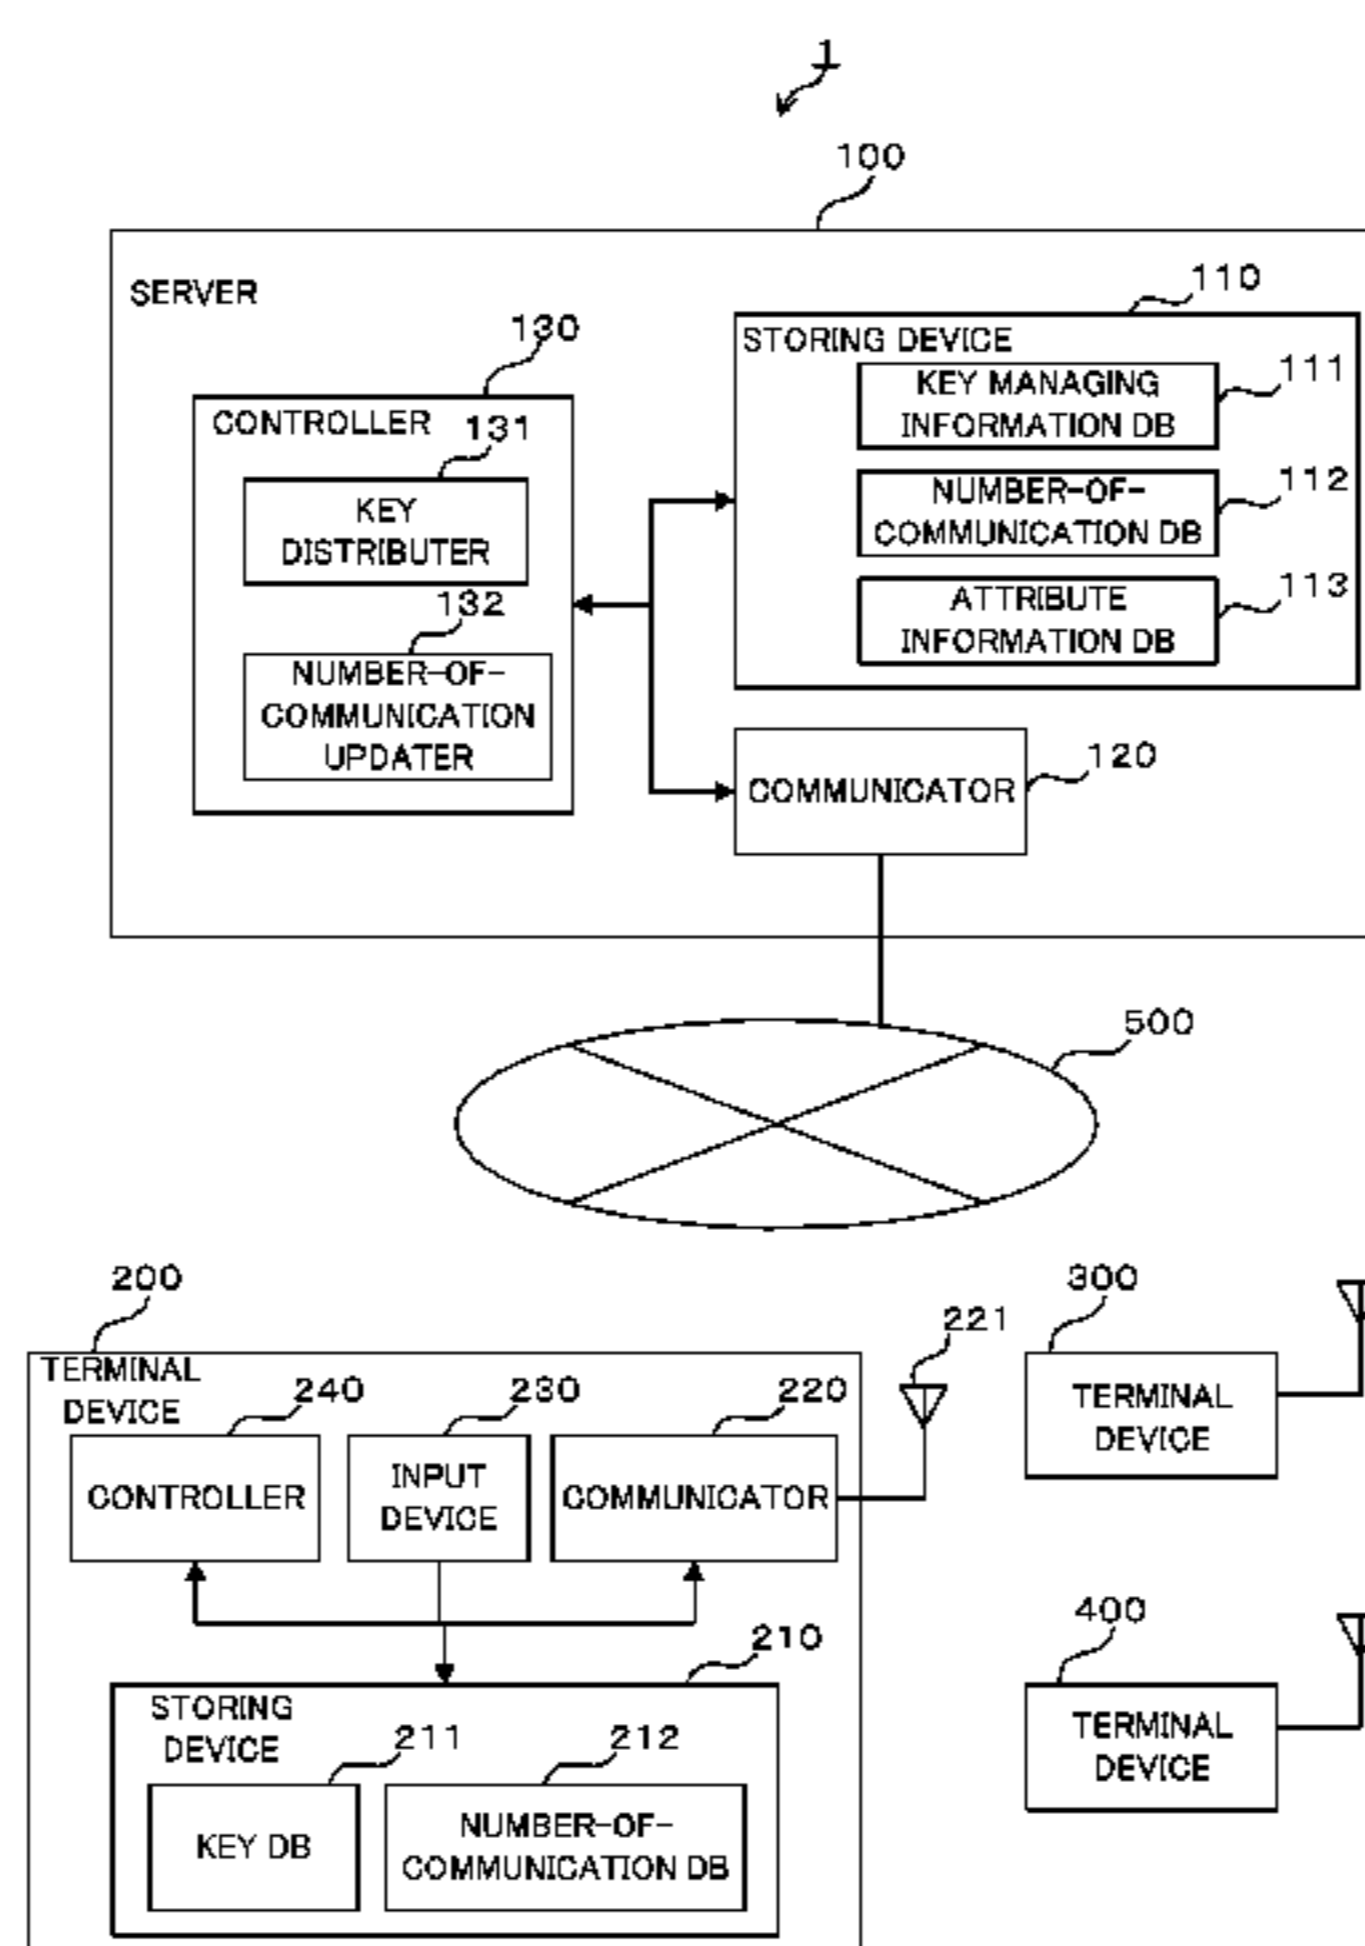 1
100
SERVER
110
130
STORING DEVICE
111
KEY MANAGING
INFORMATION DB
CONTROLLER
131
112
NUMBER-OF-
COMMUNICATION DB
KEY
DISTRIBUTER
113
ATTRIBUTE
INFORMATION DB
132
NUMBER-OF-
COMMUNICATION
UPDATER
120
COMMUNICATOR
500
200
300
221
TERMINAL
DEVICE
240
230
220
TERMINAL
DEVICE
CONTROLLER
INPUT
DEVICE
COMMUNICATOR
400
210
STORING
DEVICE
TERMINAL
DEVICE
211
212
KEY DB
NUMBER-OF-
COMMUNICATION DB